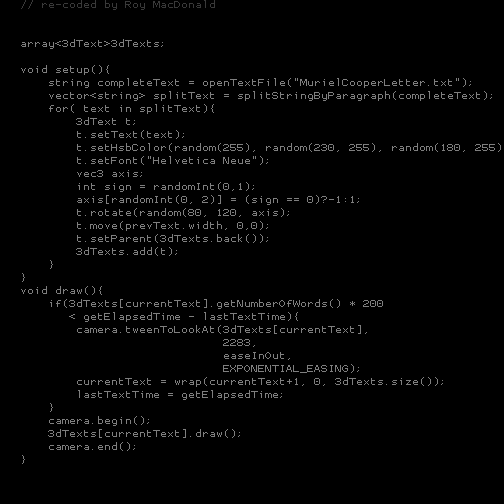 // re-coded by Roy MacDonald
array<3dText>3dTexts;
void setup(){
string completeText = openTextFile("MurielCooperLetter.txt");
vector<string> splitText = splitStringByParagraph(completeText);
for( text in splitText){
3dText t;
t.setText(text);
t.setHsbColor(random(255), random(230, 255), random(180, 255)
t.setFont("Helvetica Neue");
vec3 axis;
int sign = randomInt(0,1);
axis[randomInt(0, 2)] = (sign == 0)?-1:1;
t.rotate(random(80, 120, axis);
t.move(prevText.width, 0,0);
t.setParent(3dTexts.back());
3dTexts.add(t);
}
}
void draw(){
if(3dTexts[currentText].getNumberOfWords() * 200
< getElapsedTime - lastTextTime){
camera.tweenToLookAt(3dTexts[currentText],
2283,
easeInOut,
EXPONENTIAL_EASING);
currentText = wrap(currentText+1, 0, 3dTexts.size());
lastTextTime = getElapsedTime;
}
camera.begin();
3dTexts[currentText].draw();
camera.end();
}